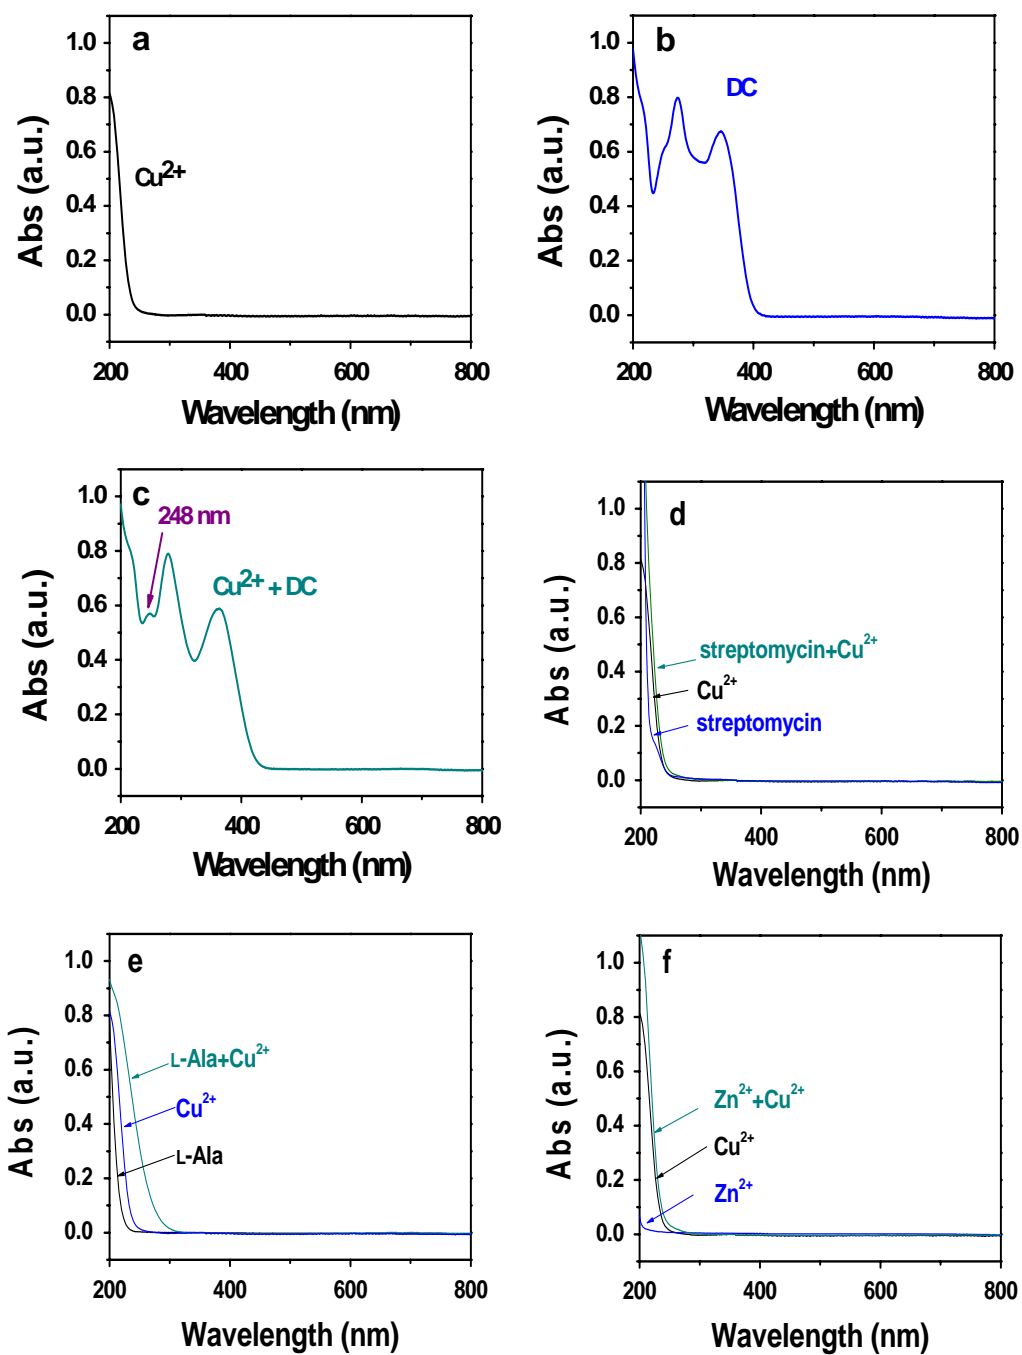 a
1.0
0.8
0.6
0.4
0.2
0.0
Abs (a.u.)
Cu²⁺
200 400 600 800
Wavelength (nm)
b
1.0
0.8
0.6
0.4
0.2
0.0
Abs (a.u.)
DC
200 400 600 800
Wavelength (nm)
c
1.0
0.8
0.6
0.4
0.2
0.0
Abs (a.u.)
248 nm
Cu²⁺ + DC
200 400 600 800
Wavelength (nm)
d
1.0
0.8
0.6
0.4
0.2
0.0
Abs (a.u.)
streptomycin+Cu²⁺
Cu²⁺
streptomycin
200 400 600 800
Wavelength (nm)
e
1.0
0.8
0.6
0.4
0.2
0.0
Abs (a.u.)
L-Ala+Cu²⁺
Cu²⁺
L-Ala
200 400 600 800
Wavelength (nm)
f
1.0
0.8
0.6
0.4
0.2
0.0
Abs (a.u.)
Zn²⁺+Cu²⁺
Cu²⁺
Zn²⁺
200 400 600 800
Wavelength (nm)